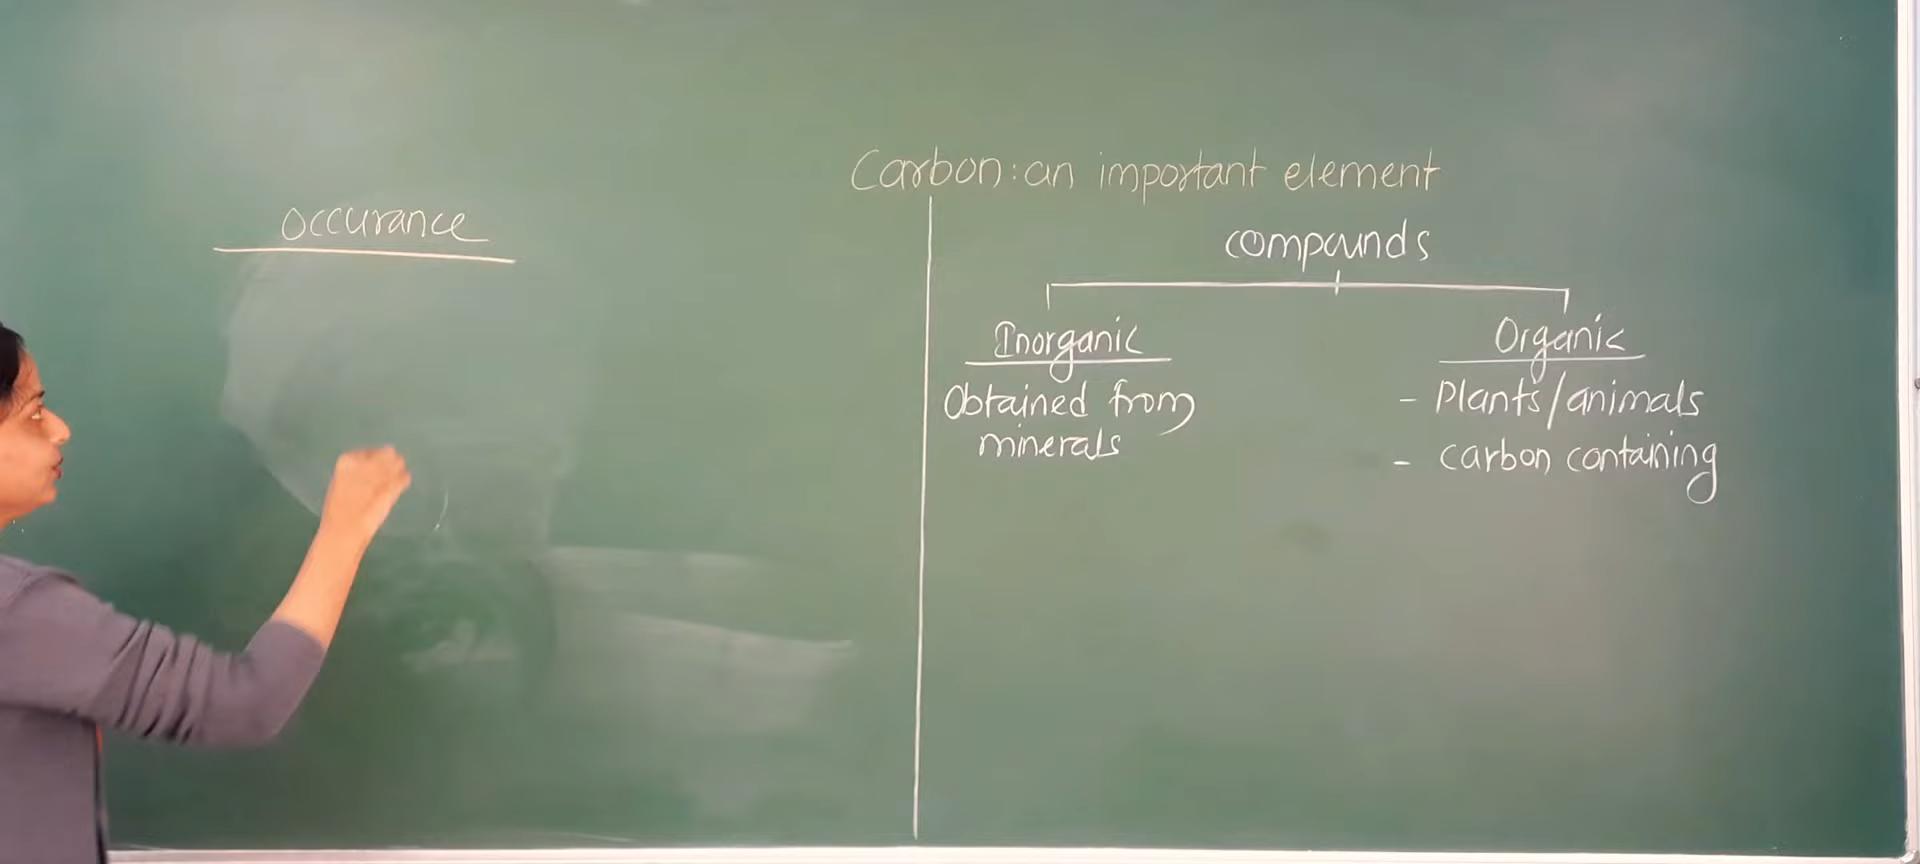 Carbon: an important element
occurance
compounds
Inorganic
Obtained from
minerals
Organic
- Plants/animals
- carbon containing